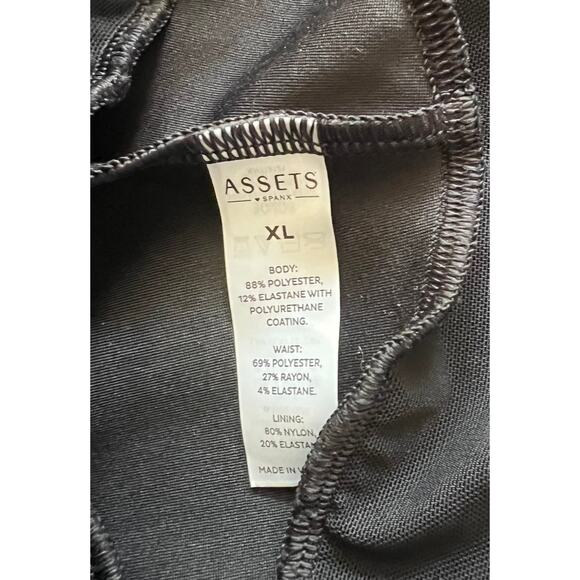 ASSETS
♥ SPANX
XL
BODY:
88% POLYESTER,
12% ELASTANE WITH
POLYURETHANE
COATING.
WAIST:
69% POLYESTER,
27% RAYON,
4% ELASTANE.
LINING:
80% NYLON,
20%
MADE IN